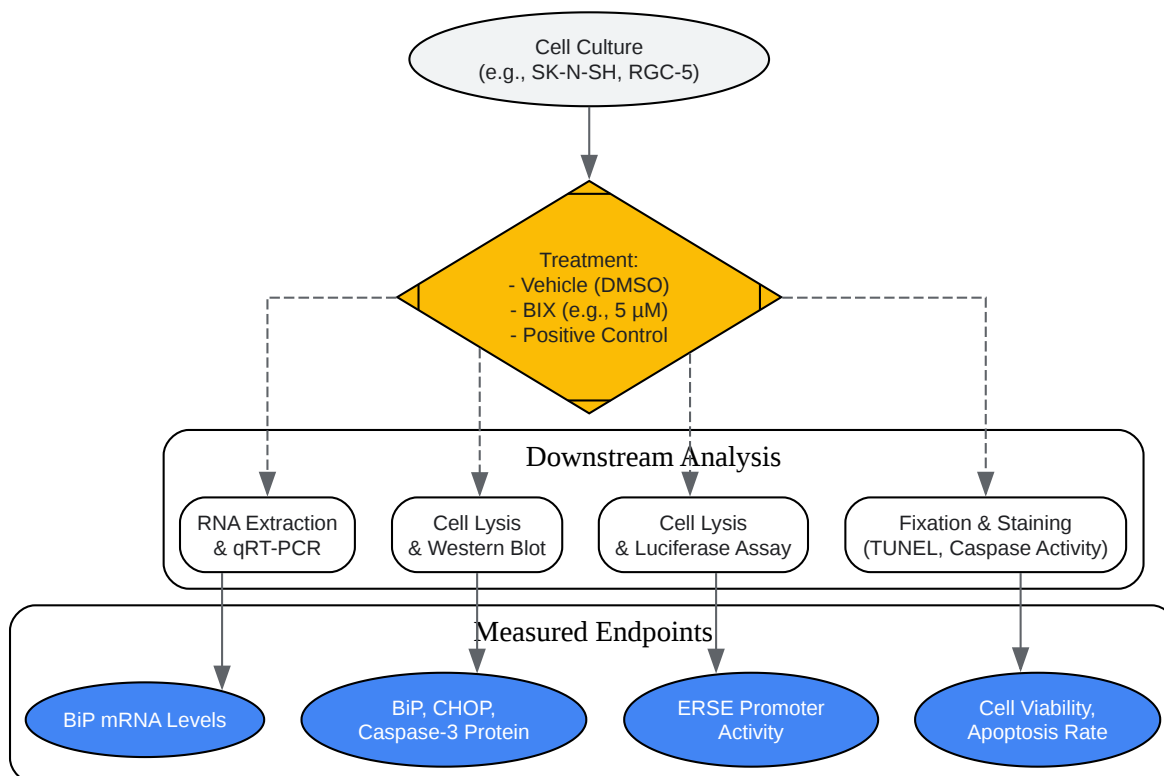 Cell Culture
(e.g., SK-N-SH, RGC-5)
Treatment:
- Vehicle (DMSO)
- BIX (e.g., 5 µM)
- Positive Control
Downstream Analysis
RNA Extraction
& qRT-PCR
Cell Lysis
& Western Blot
Cell Lysis
& Luciferase Assay
Fixation & Staining
(TUNEL, Caspase Activity)
Measured Endpoints
BiP mRNA Levels
BiP, CHOP,
Caspase-3 Protein
ERSE Promoter
Activity
Cell Viability,
Apoptosis Rate